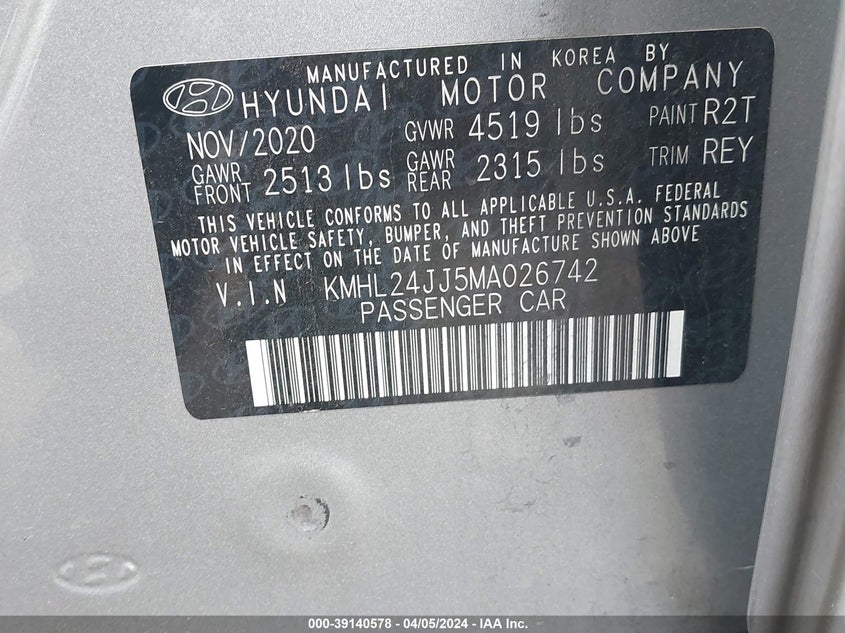 MANUFACTURED IN KOREA BY
HYUNDAI MOTOR COMPANY
NOV/2020 GVWR 4519 lbs PAINT R2T
GAWR FRONT 2513 lbs GAWR REAR 2315 lbs TRIM REY
THIS VEHICLE CONFORMS TO ALL APPLICABLE U.S.A. FEDERAL
MOTOR VEHICLE SAFETY, BUMPER, AND THEFT PREVENTION STANDARDS
IN EFFECT ON THE DATE OF MANUFACTURE SHOWN ABOVE
V.I.N KMHL24JJ5MA026742
PASSENGER CAR
000-39140578 - 04/05/2024 - IAA Inc.